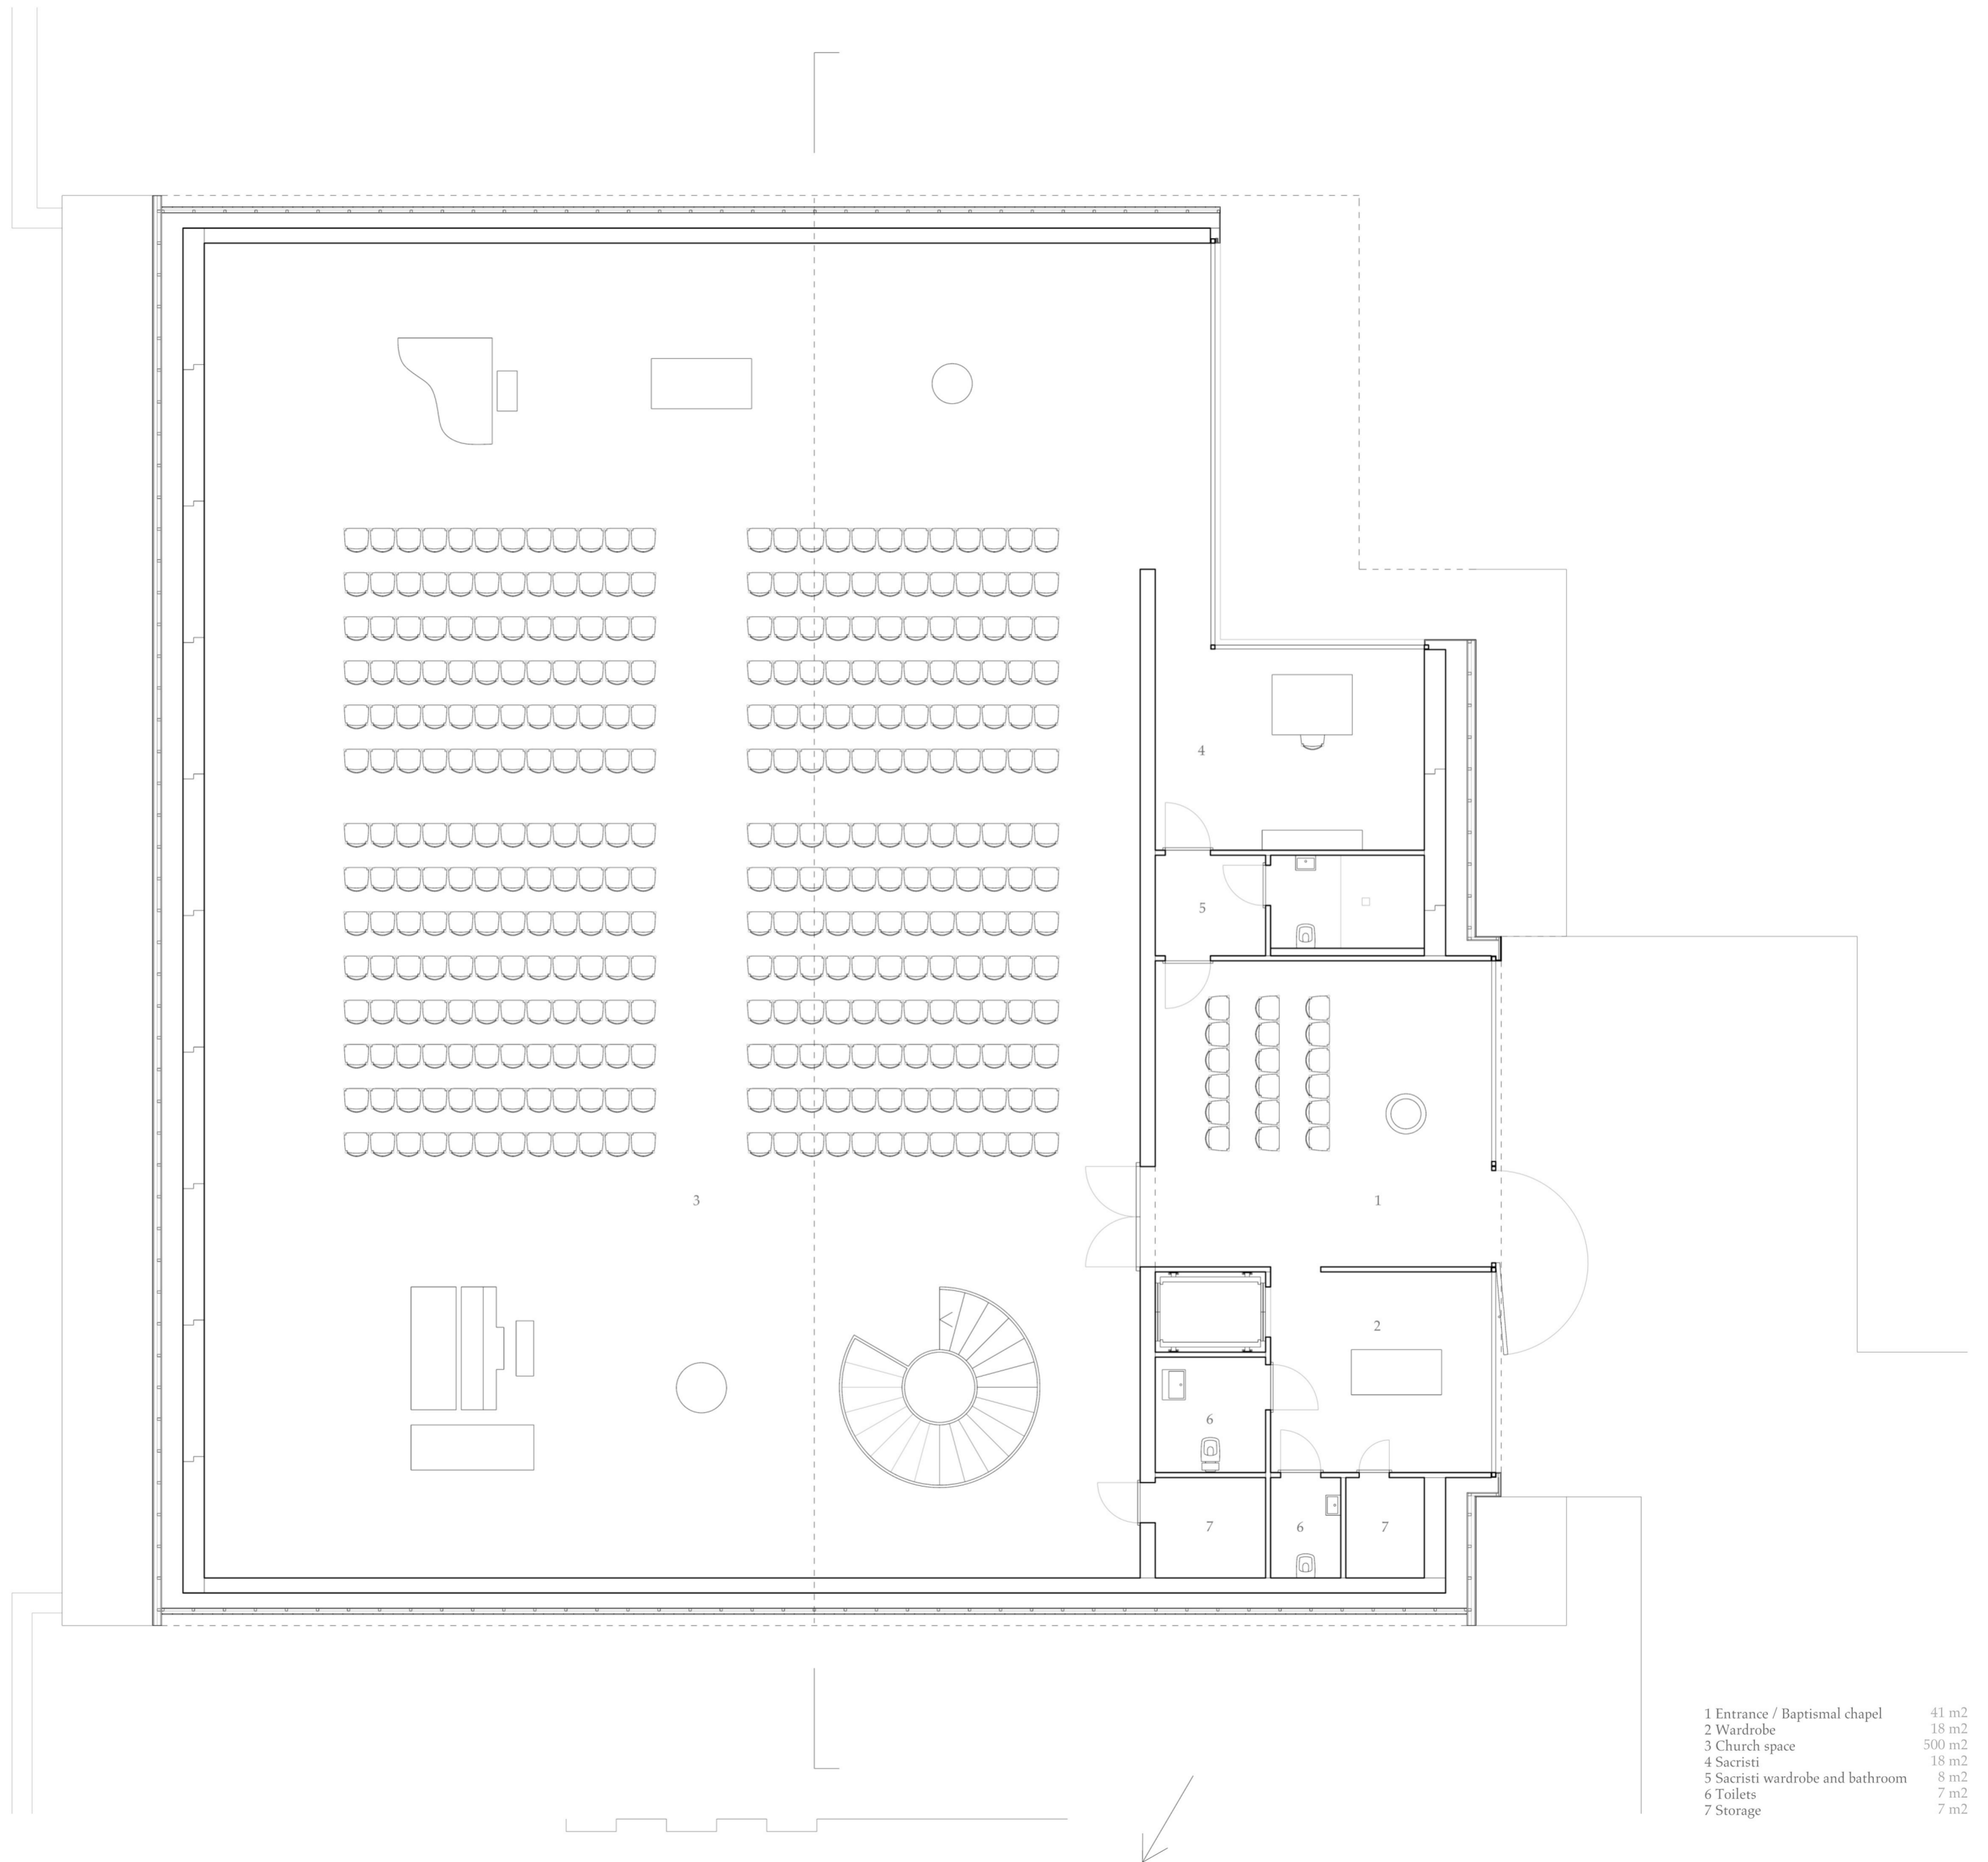 4
5
3
1
2
6
7
6
7
1 Entrance / Baptismal chapel 41 m2
2 Wardrobe 18 m2
3 Church space 500 m2
4 Sacristi 18 m2
5 Sacristi wardrobe and bathroom 8 m2
6 Toilets 7 m2
7 Storage 7 m2